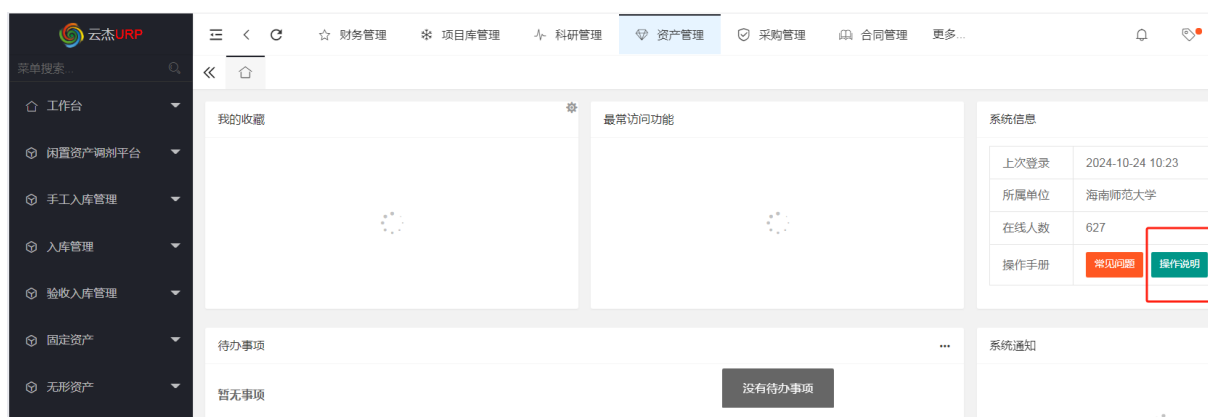 云杰URP
财务管理 项目库管理 科研管理 资产管理 采购管理 合同管理 更多...
菜单搜索...
工作台
闲置资产调剂平台
手工入库管理
入库管理
验收入库管理
固定资产
无形资产
我的收藏
最常访问功能
系统信息
上次登录 2024-10-24 10:23
所属单位 海南师范大学
在线人数 627
操作手册 常见问题 操作说明
待办事项
暂无事项
没有待办事项
系统通知